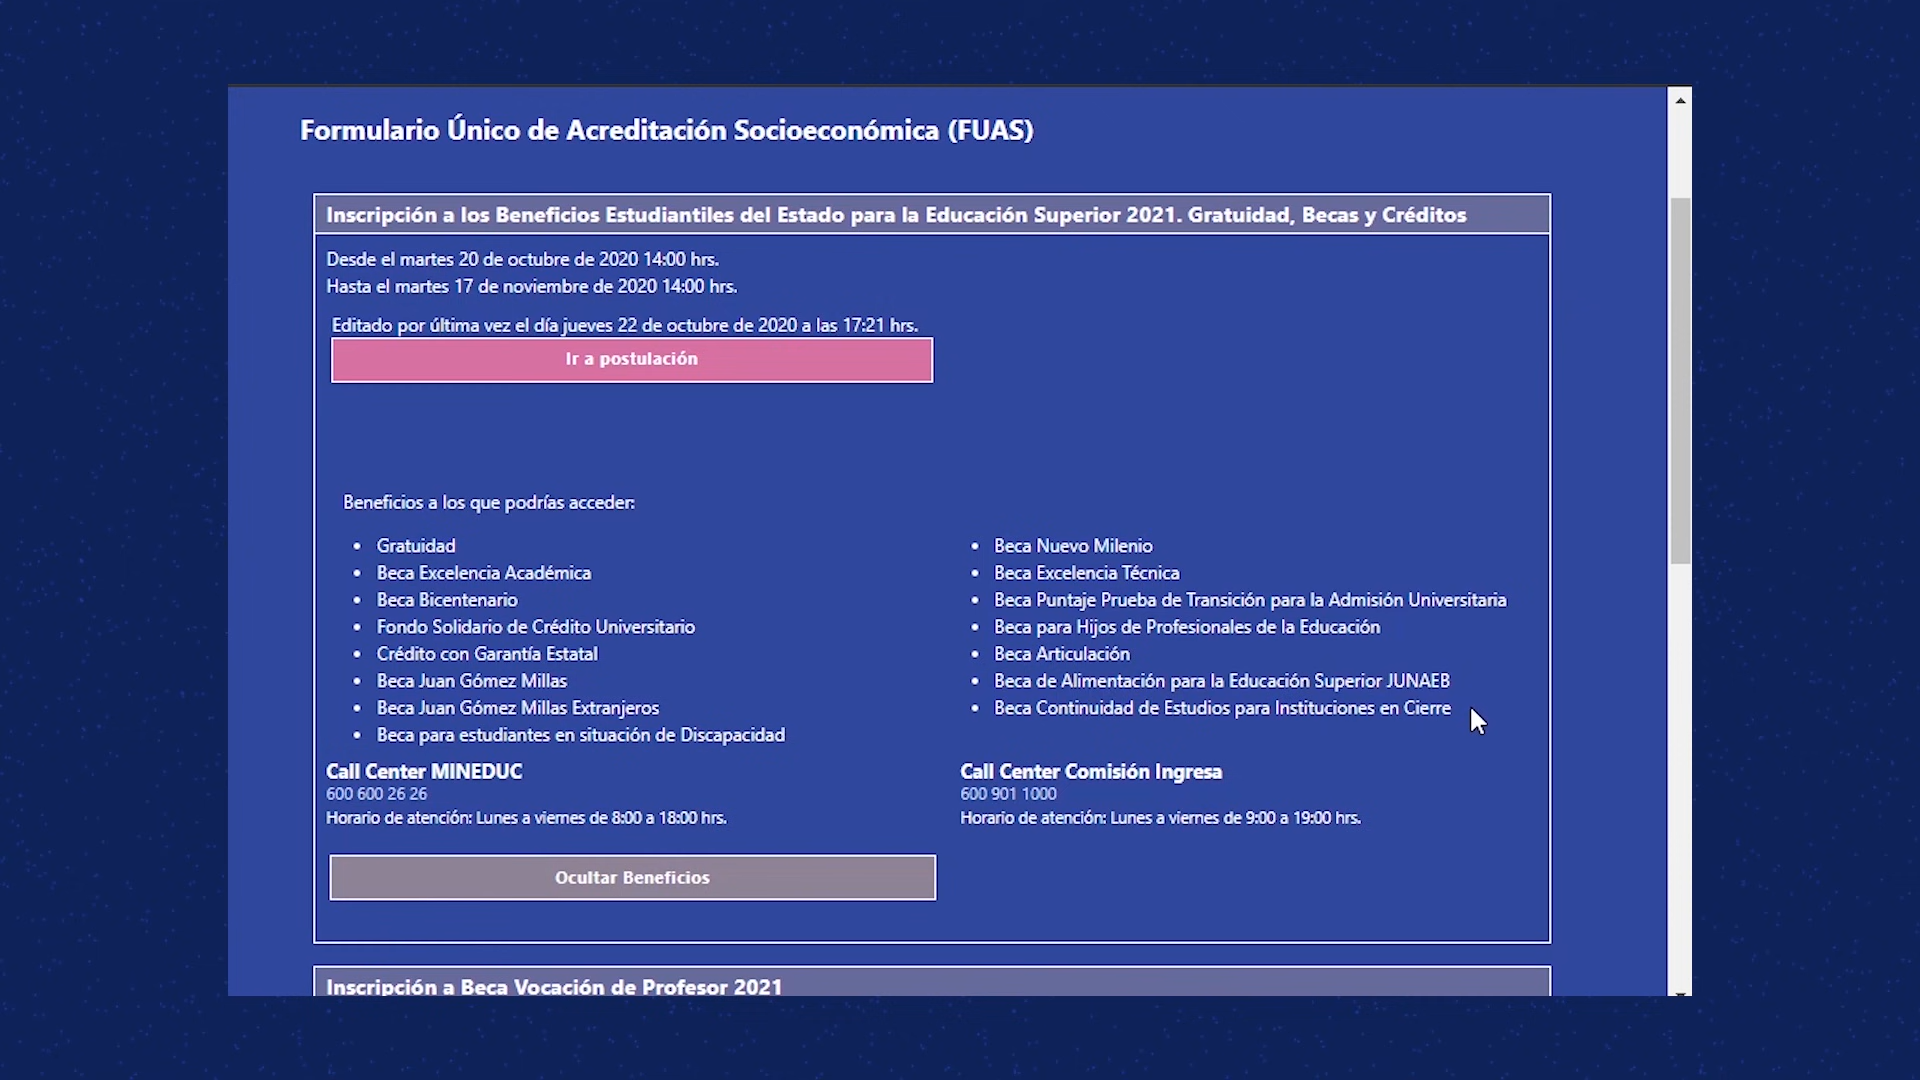 Formulario Único de Acreditación Socioeconómica (FUAS)
Inscripción a los Beneficios Estudiantiles del Estado para la Educación Superior 2021. Gratuidad, Becas y Créditos
Desde el martes 20 de octubre de 2020 14:00 hrs.
Hasta el martes 17 de noviembre de 2020 14:00 hrs.
Editado por última vez el día jueves 22 de octubre de 2020 a las 17:21 hrs.
Ir a postulación
Beneficios a los que podrías acceder:
Gratuidad
Beca Excelencia Académica
Beca Bicentenario
Fondo Solidario de Crédito Universitario
Crédito con Garantía Estatal
Beca Juan Gómez Millas
Beca Juan Gómez Millas Extranjeros
Beca para estudiantes en situación de Discapacidad
Beca Nuevo Milenio
Beca Excelencia Técnica
Beca Puntaje Prueba de Transición para la Admisión Universitaria
Beca para Hijos de Profesionales de la Educación
Beca Articulación
Beca de Alimentación para la Educación Superior JUNAEB
Beca Continuidad de Estudios para Instituciones en Cierre
Call Center MINEDUC
600 600 26 26
Horario de atención: Lunes a viernes de 8:00 a 18:00 hrs.
Call Center Comisión Ingresa
600 901 1000
Horario de atención: Lunes a viernes de 9:00 a 19:00 hrs.
Ocultar Beneficios
Inscripción a Beca Vocación de Profesor 2021